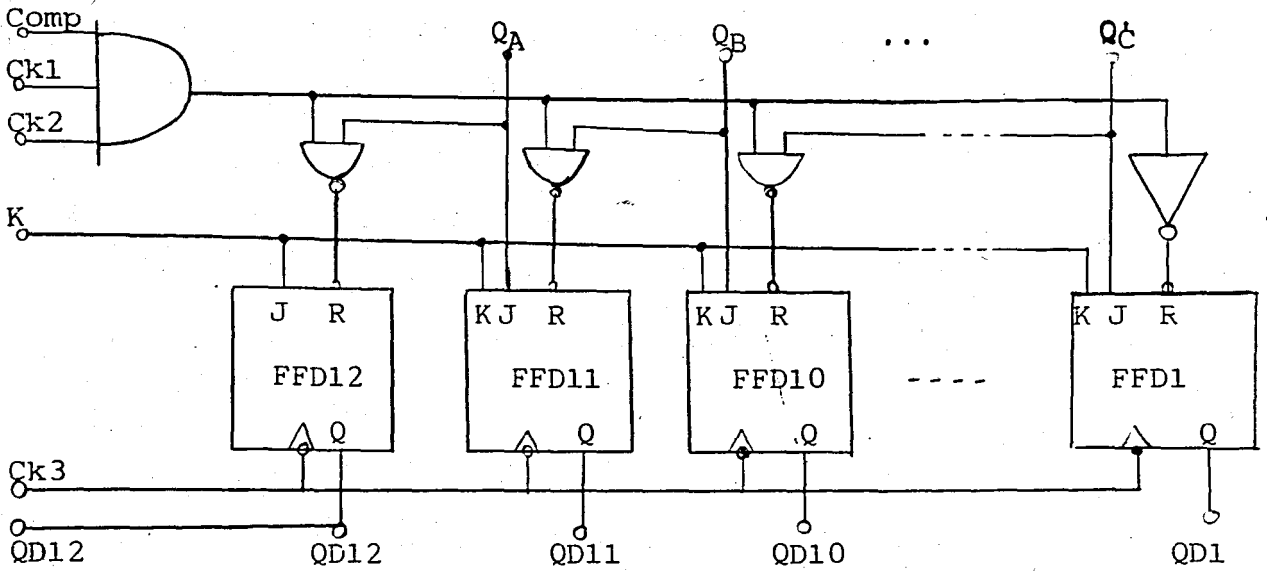 Comp
QA QB ... QC
Ck1
Ck2
K
J R K J R K J R K J R
FFD12 FFD11 FFD10 ---- FFD1
Q Q Q Q
Ck3
QD12 QD12 QD11 QD10 QD1